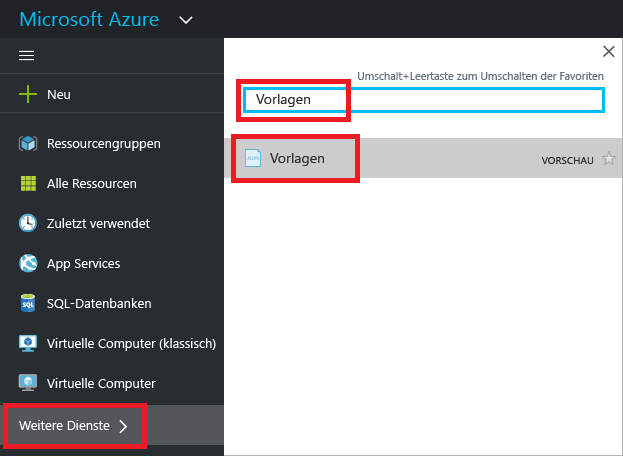 Microsoft Azure
Umschalt+Leertaste zum Umschalten der Favoriten
Neu
Vorlagen
Ressourcengruppen
Vorlagen
VORSCHAU
Alle Ressourcen
Zuletzt verwendet
App Services
SQL-Datenbanken
Virtuelle Computer (klassisch)
Virtuelle Computer
Weitere Dienste